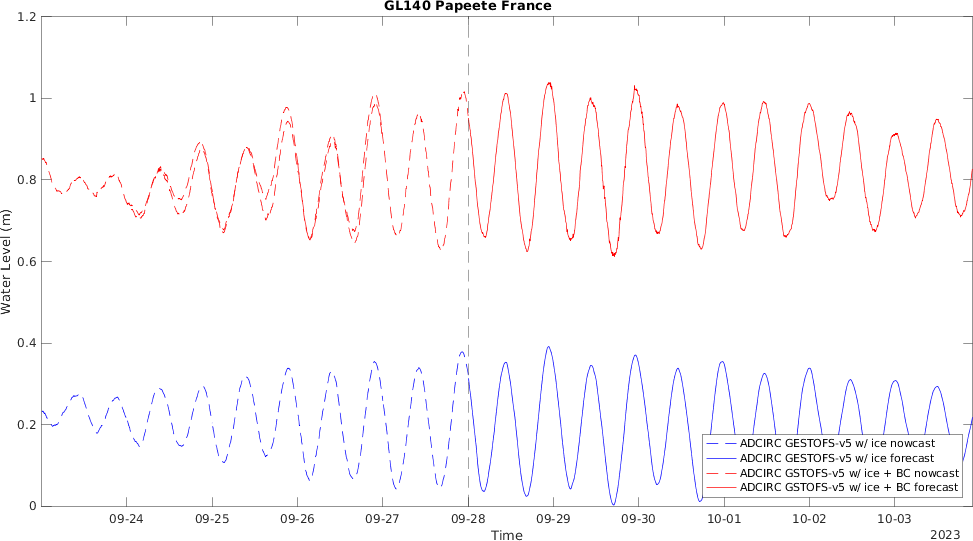 GL140 Papeete France
1.2
1
0.8
0.6
0.4
0.2
0
Water Level (m)
ADCIRC GESTOFS-v5 w/ ice nowcast
ADCIRC GESTOFS-v5 w/ ice forecast
ADCIRC GSTOFS-v5 w/ ice + BC nowcast
ADCIRC GSTOFS-v5 w/ ice + BC forecast
09-24 09-25 09-26 09-27 09-28 09-29 09-30 10-01 10-02 10-03
Time
2023